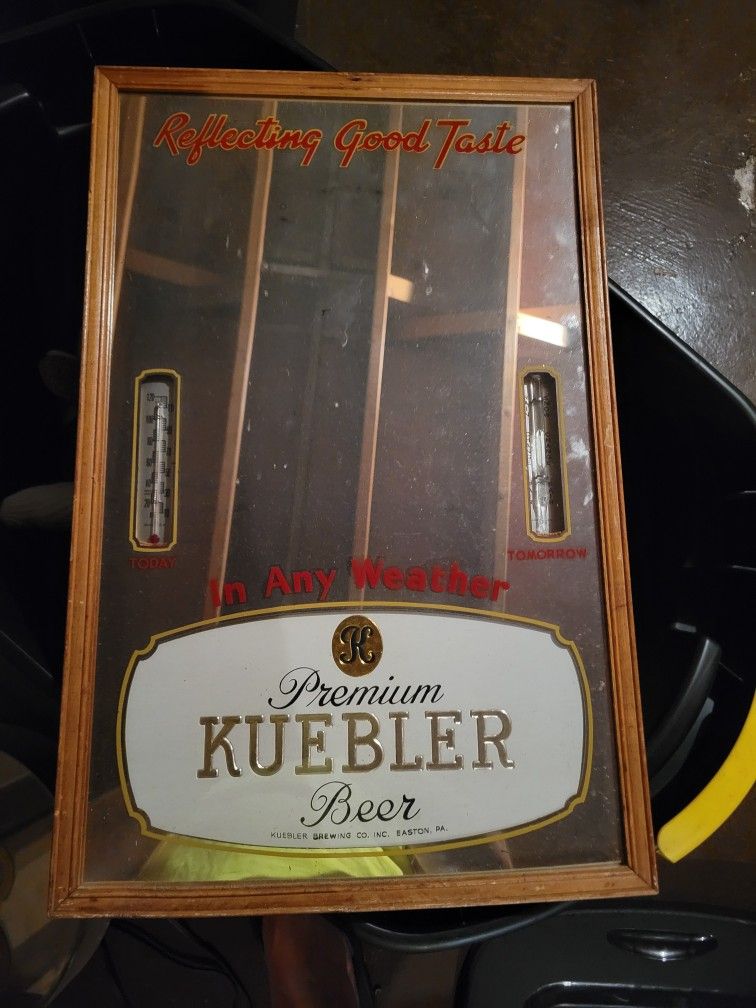 Reflecting Good Taste
TODAY
TOMORROW
In Any Weather
K
Premium
KUEBLER
Beer
KUEBLER BREWING CO. INC. EASTON, PA.